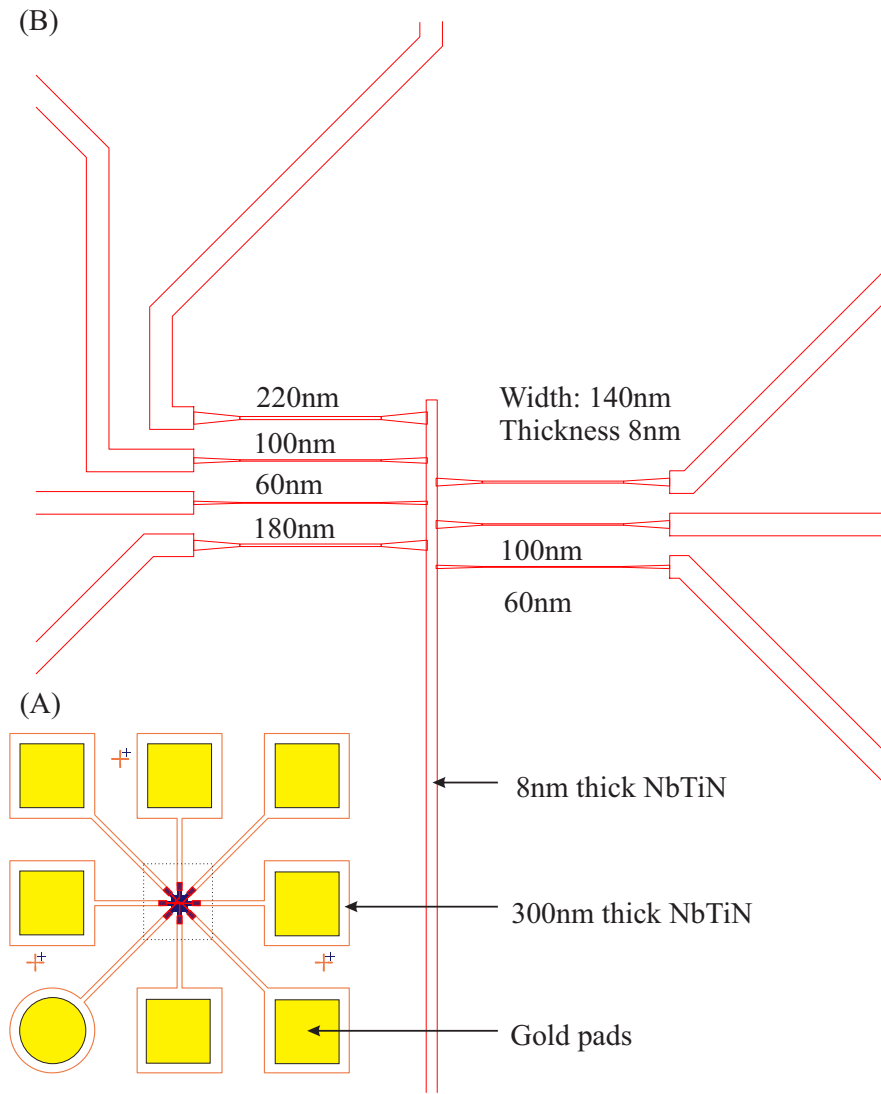 (B)
220nm
Width: 140nm
Thickness 8nm
100nm
60nm
180nm
100nm
60nm
(A)
8nm thick NbTiN
300nm thick NbTiN
Gold pads